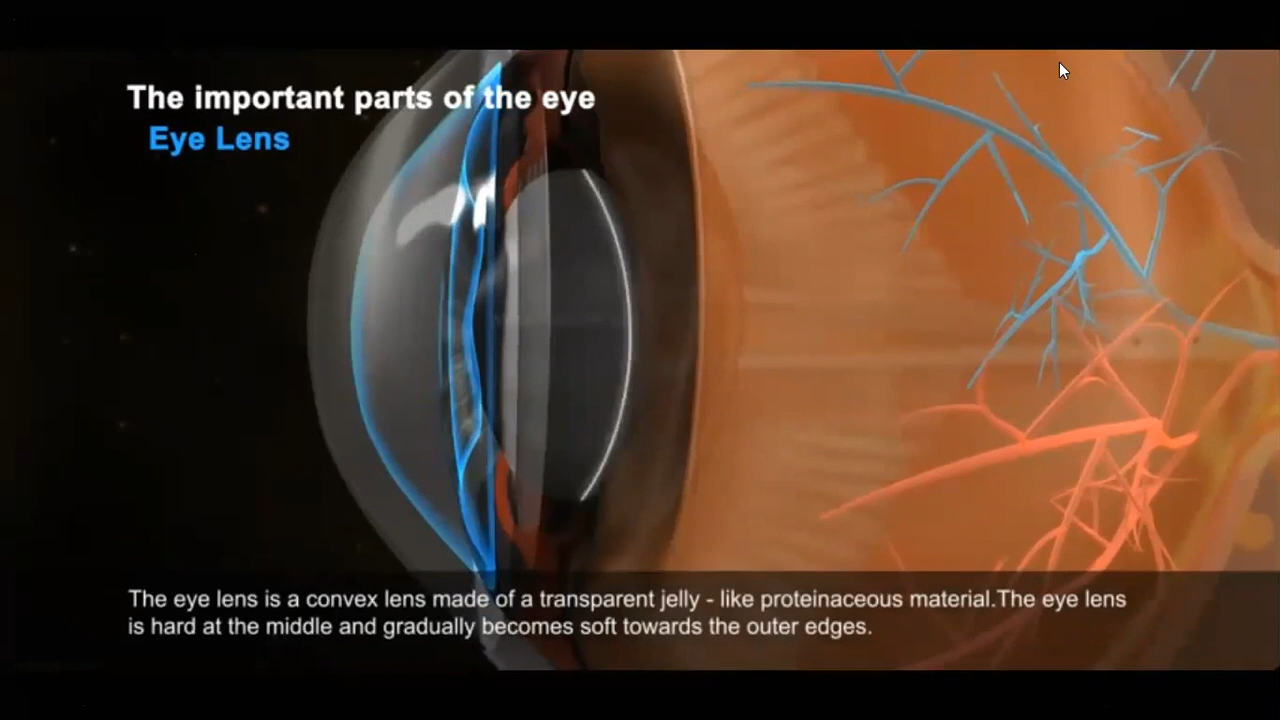 The important parts of the eye
Eye Lens
The eye lens is a convex lens made of a transparent jelly - like proteinaceous material.The eye lens
is hard at the middle and gradually becomes soft towards the outer edges.